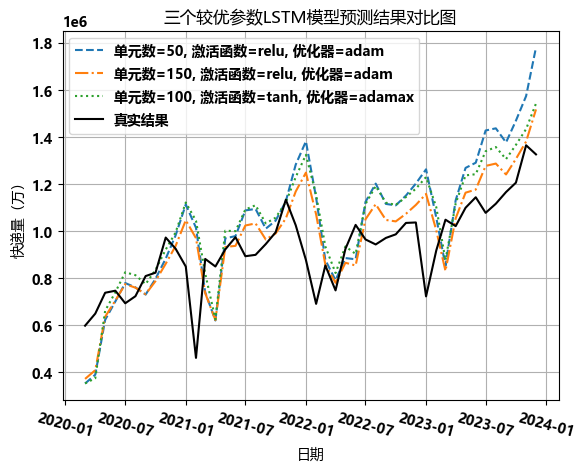 三个较优参数LSTM模型预测结果对比图
1e6
单元数=50, 激活函数=relu, 优化器=adam
单元数=150, 激活函数=relu, 优化器=adam
单元数=100, 激活函数=tanh, 优化器=adamax
真实结果
1.8
1.6
1.4
1.2
1.0
0.8
0.6
0.4
快递量（万）
2020-01 2020-07 2021-01 2021-07 2022-01 2022-07 2023-01 2023-07 2024-01
日期